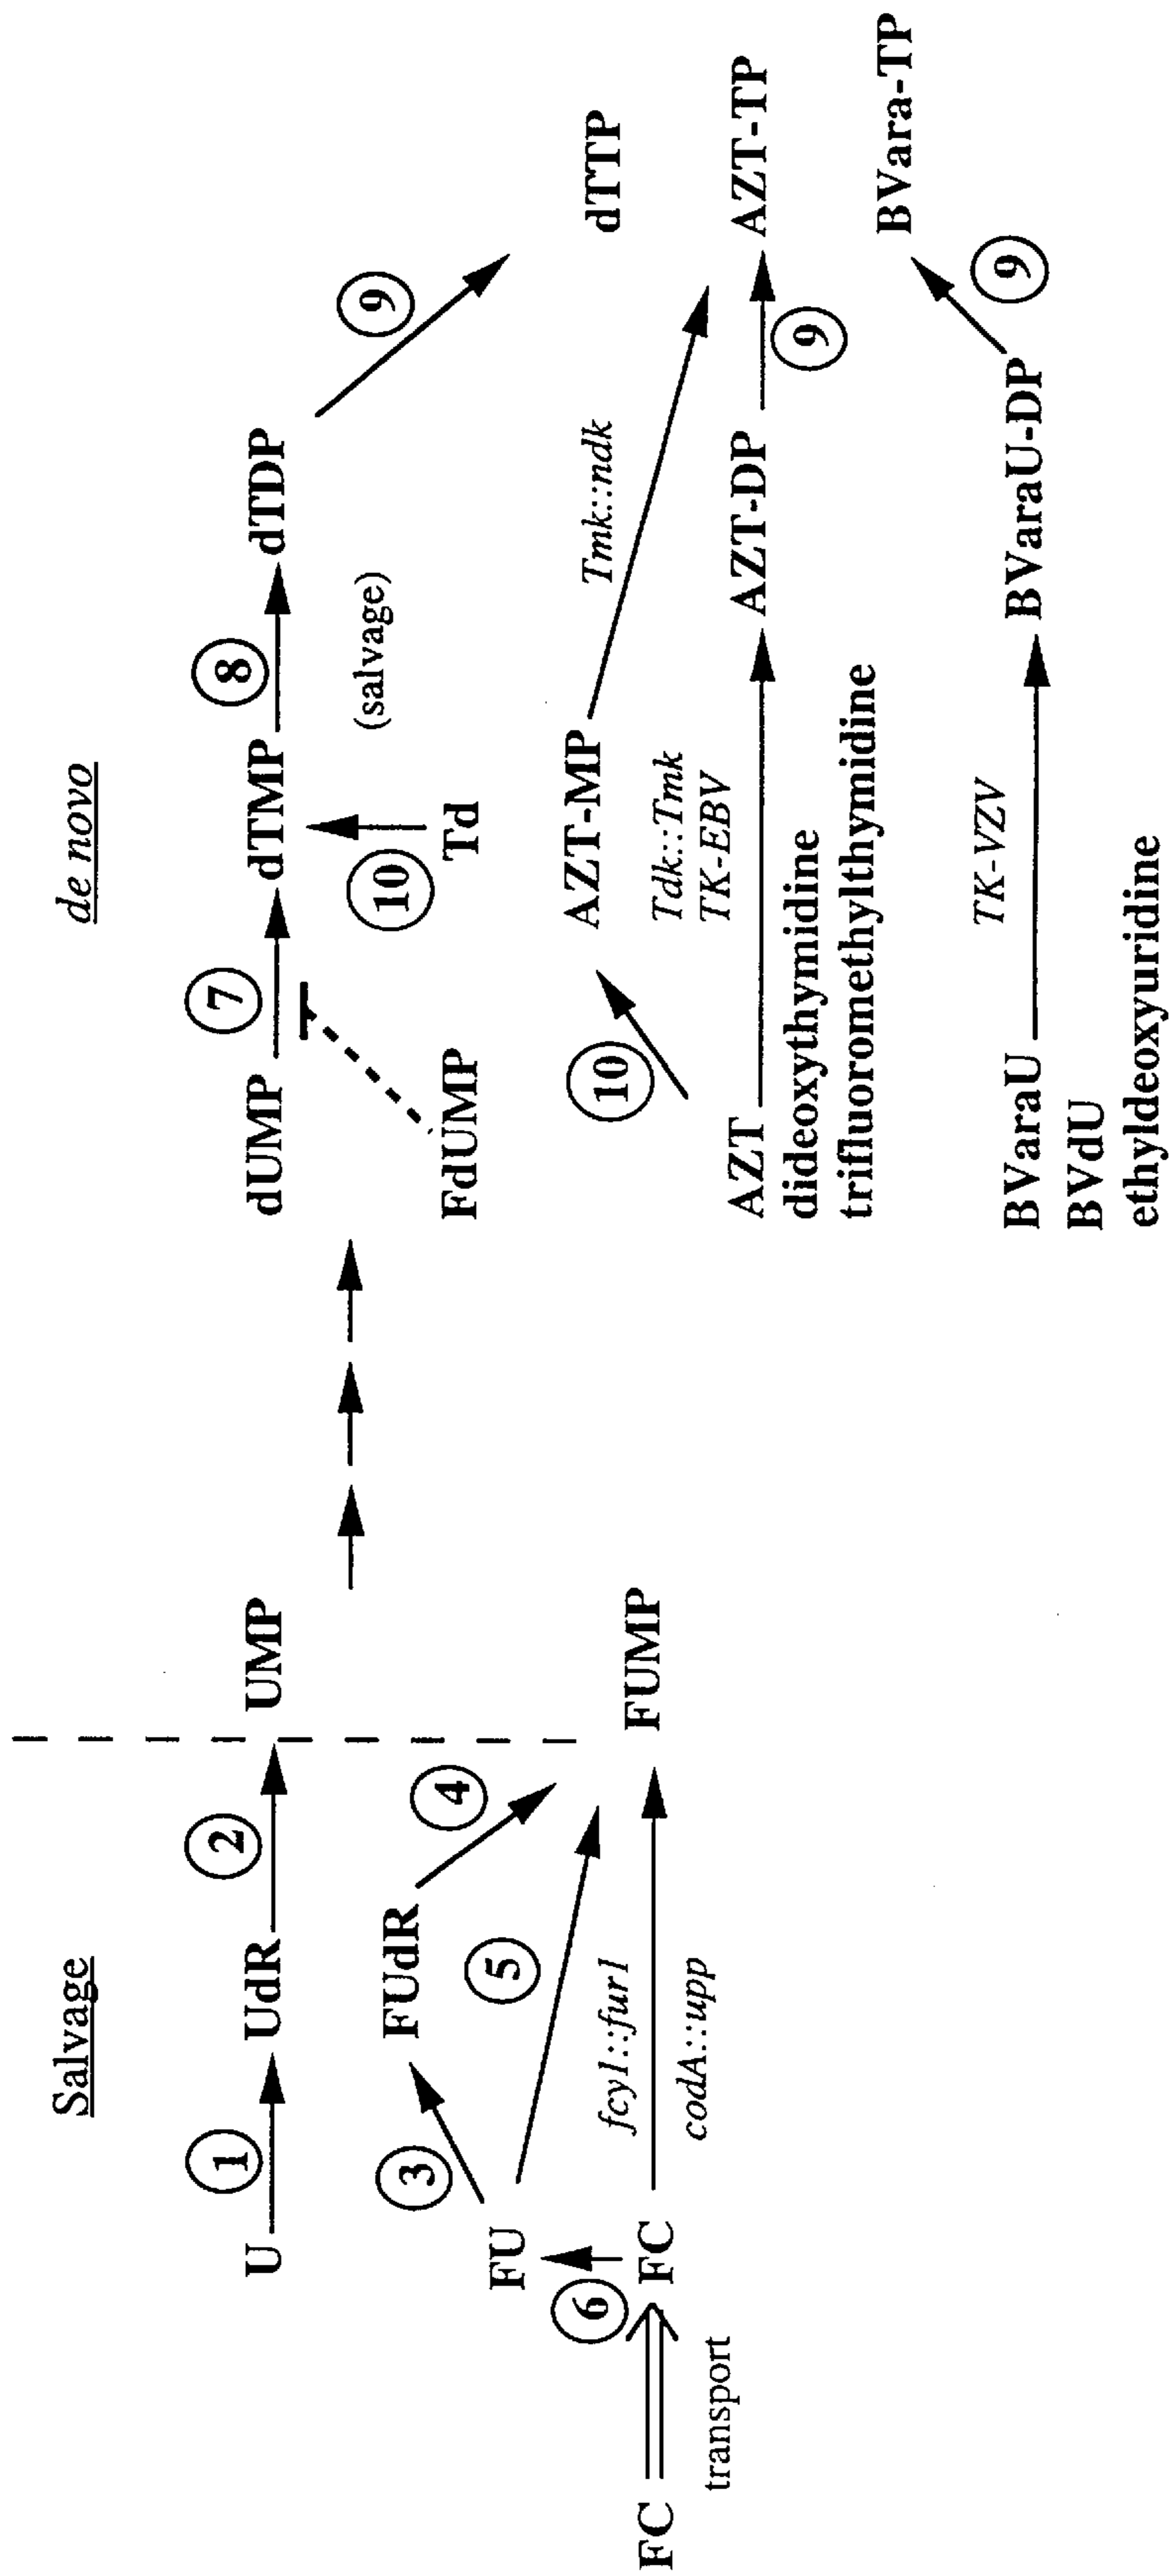 Salvage
de novo
U
1
UdR
2
UMP
dUMP
7
dTMP
8
dTDP
9
dTTP
FU
3
FUdR
4
5
FdUMP
10
Td
(salvage)
FC
transport
6
FC
fcy1::fur1
codA::upp
FUMP
10
AZT-MP
Tmk::ndk
AZT
dideoxythymidine
trifluoromethylthymidine
Tdk::Tmk
TK-EBV
AZT-DP
9
AZT-TP
BVaraU
BVdU
ethyldeoxyuridine
TK-VZV
BVaraU-DP
9
BVara-TP